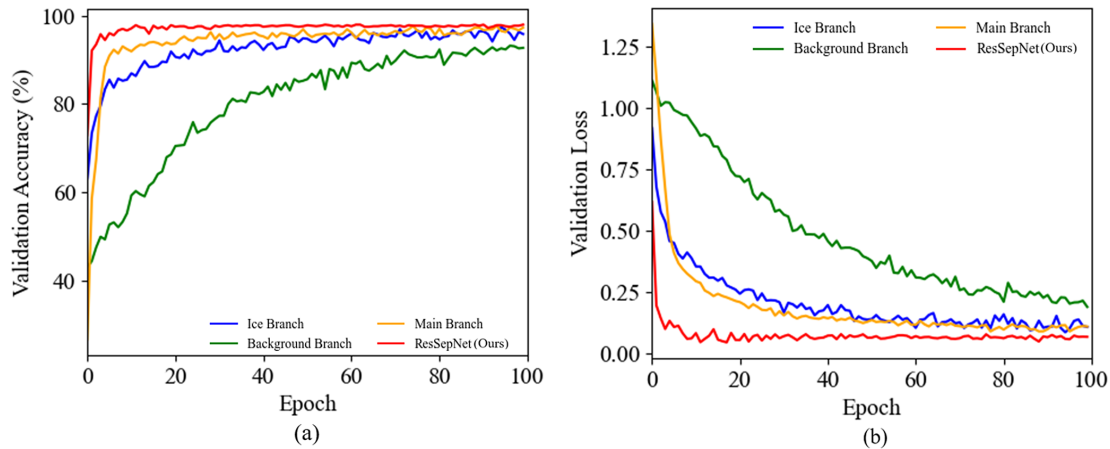 100
80
60
40
Validation Accuracy (%)
Ice Branch
Main Branch
Background Branch
ResSepNet(Ours)
0 20 40 60 80 100
Epoch
(a)
1.25
1.00
0.75
0.50
0.25
0.00
Validation Loss
Ice Branch
Main Branch
Background Branch
ResSepNet(Ours)
0 20 40 60 80 100
Epoch
(b)